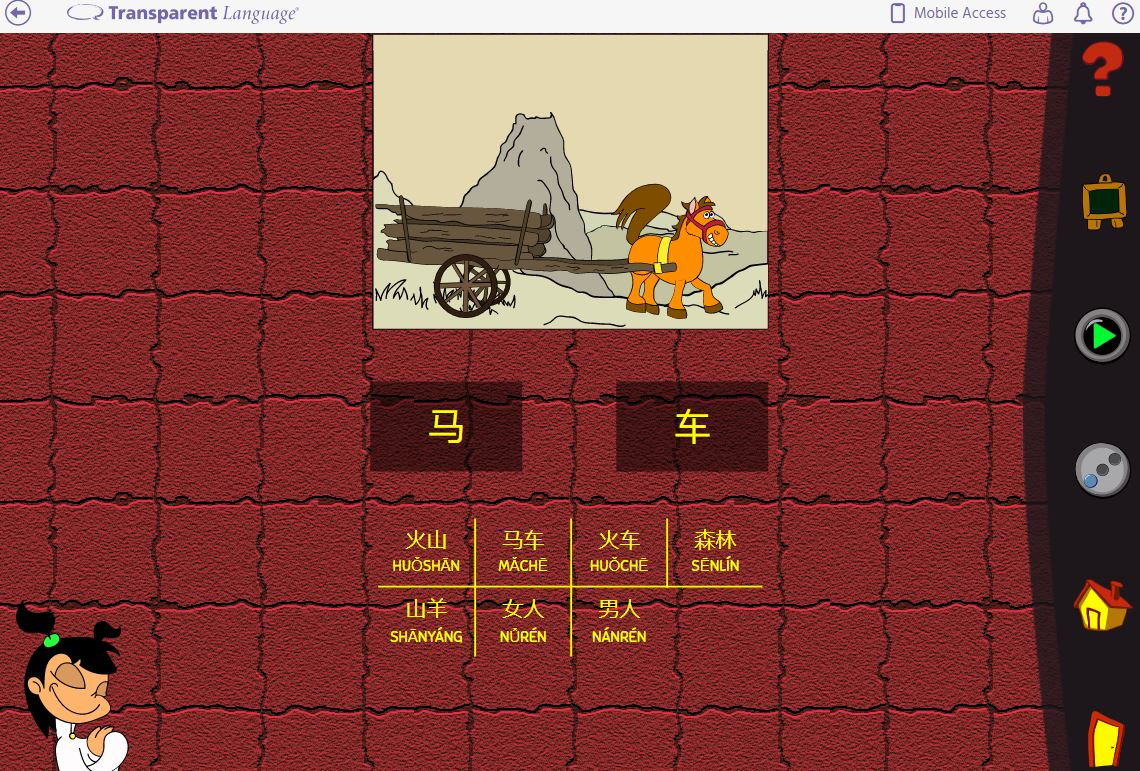 Transparent Language®
Mobile Access
?
?
马 车
火山 马车 火车 森林
HUǑSHĀN MǍCHĒ HUǑCHĒ SĒNLÍN
山羊 女人 男人
SHĀNYÁNG NǙRÉN NÁNRÉN